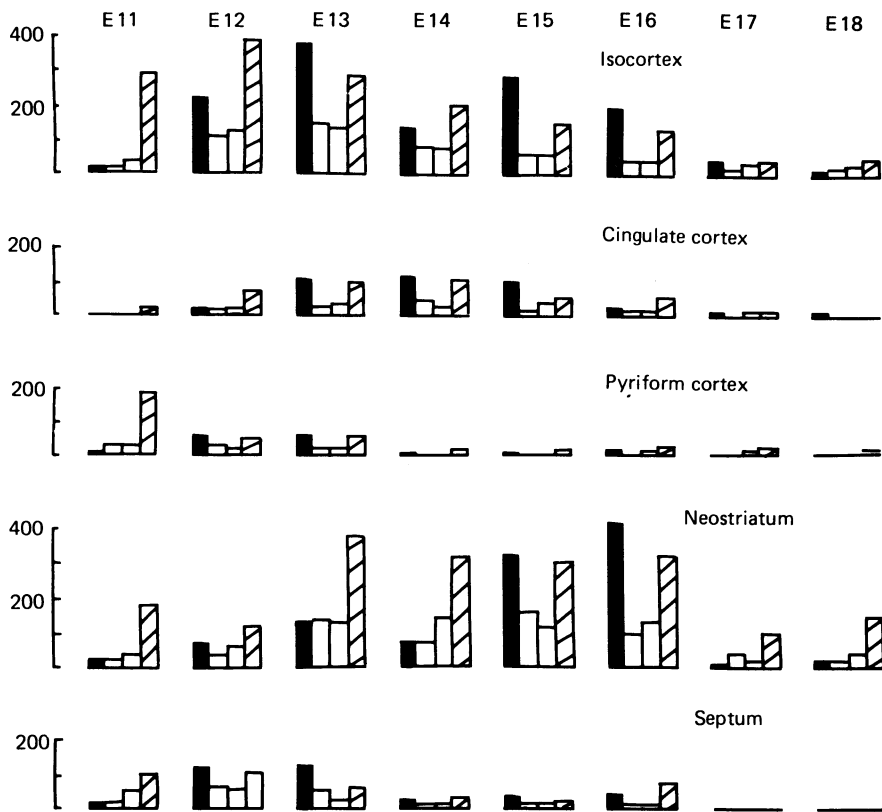 E11 E12 E13 E14 E15 E16 E17 E18
400
Isocortex
200
200
Cingulate cortex
200
Pyriform cortex
400
Neostriatum
200
200
Septum